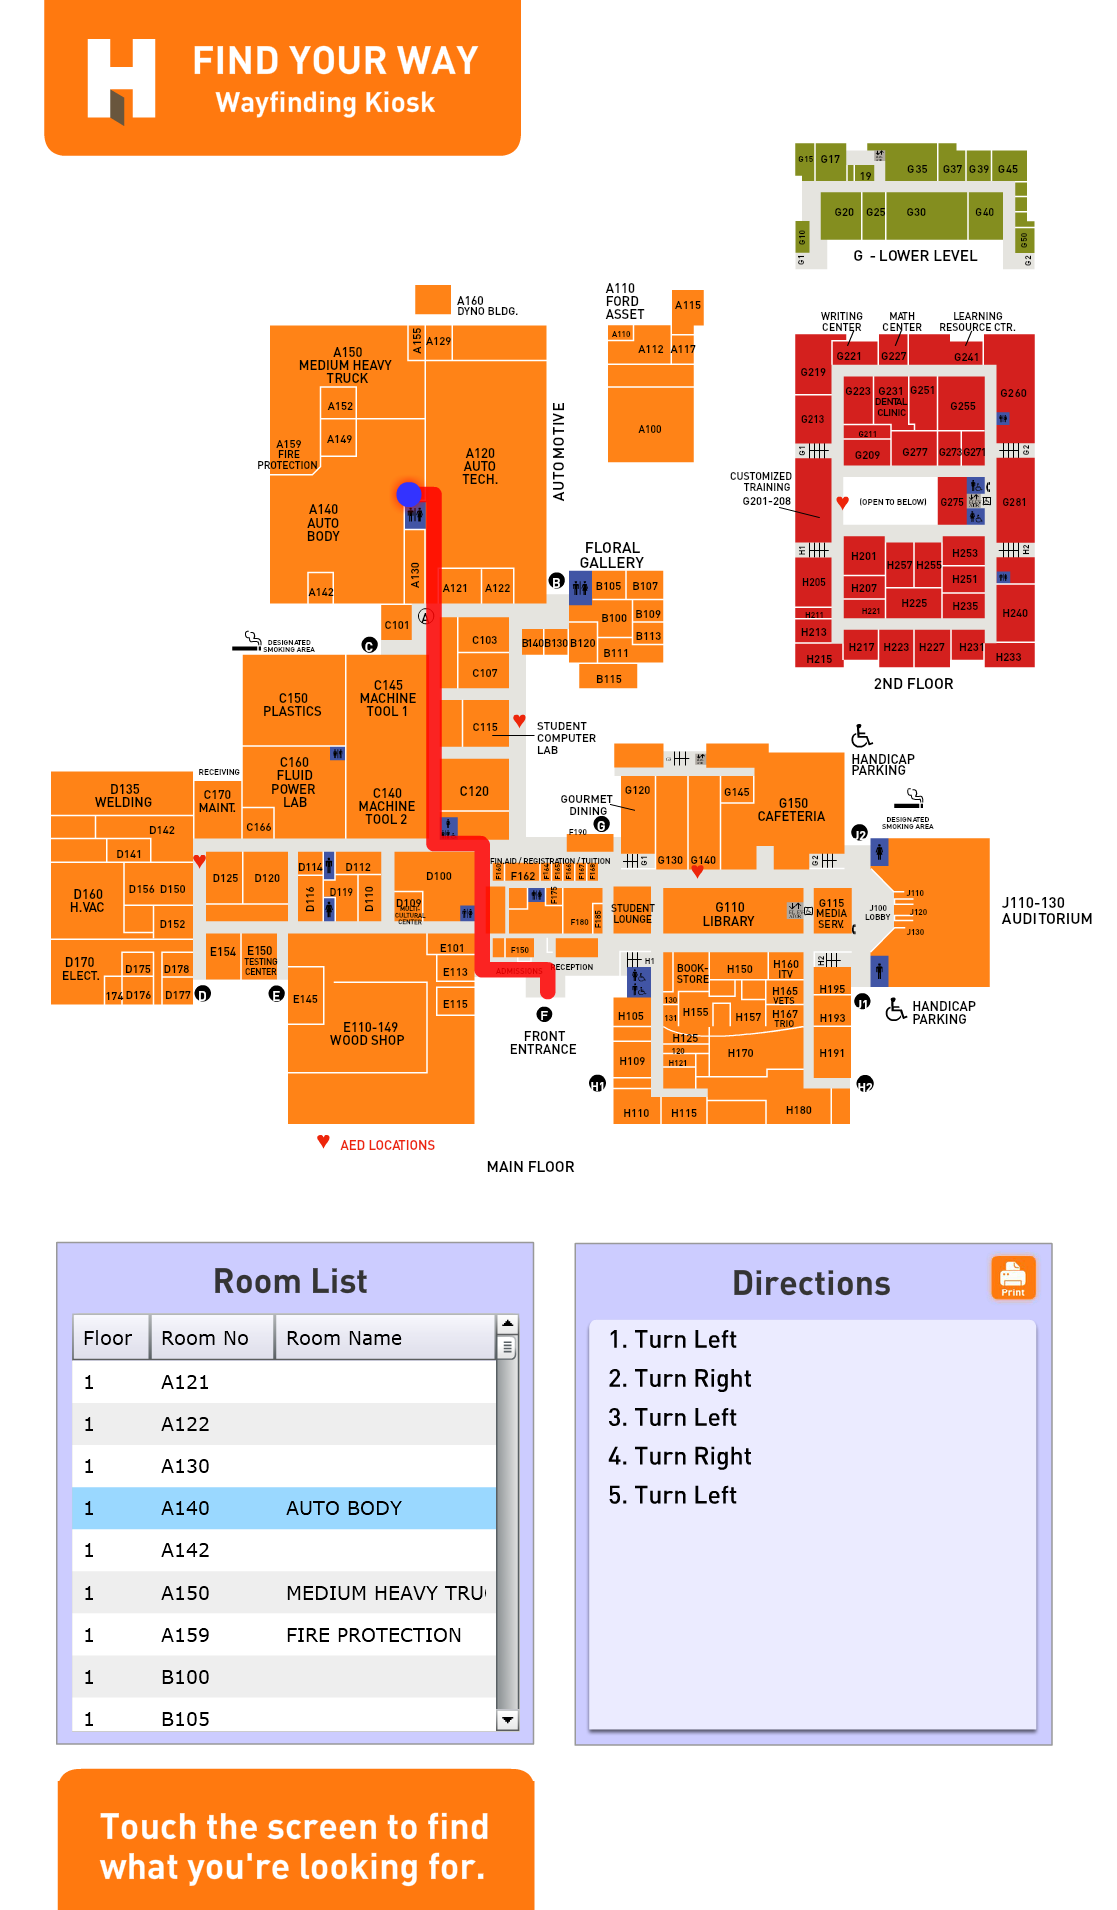 FIND YOUR WAY
Wayfinding Kiosk
G15
G17
19
G35
G37
G39
G45
G20
G25
G30
G40
G10
G50
G1
G2
G - LOWER LEVEL
A160
DYNO BLDG.
A110
FORD
ASSET
A115
A110
A112
A117
A100
A155
A129
A150
MEDIUM HEAVY
TRUCK
A152
A149
A159
FIRE
PROTECTION
A120
AUTO
TECH.
AUTOMOTIVE
A140
AUTO
BODY
A142
A130
A121
A122
WRITING
CENTER
MATH
CENTER
LEARNING
RESOURCE CTR.
G221
G227
G241
G219
G260
G223
G231
DENTAL
CLINIC
G251
G255
G213
G211
G209
G277
G273
G271
G1
G2
CUSTOMIZED
TRAINING
G201-208
(OPEN TO BELOW)
G275
G281
H1
H2
H201
H257
H255
H253
H251
H205
H207
H221
H225
H235
H240
H211
H213
H215
H217
H223
H227
H231
H233
2ND FLOOR
FLORAL
GALLERY
B
B105
B107
B100
B109
B113
B140
B130
B120
B111
B115
C101
A
C
DESIGNATED
SMOKING AREA
C103
C107
C115
STUDENT
COMPUTER
LAB
C150
PLASTICS
C145
MACHINE
TOOL 1
C160
FLUID
POWER
LAB
C140
MACHINE
TOOL 2
C120
C166
RECEIVING
C170
MAINT.
D135
WELDING
D142
D141
D160
H.VAC
D156
D150
D152
D170
ELECT.
D175
D178
174
D176
D177
D125
D120
D114
D112
D116
D119
D110
D100
D109
MULTI-
CULTURAL
CENTER
E154
E150
TESTING
CENTER
D
E
E145
E110-149
WOOD SHOP
E101
E113
E115
GOURMET
DINING
G
F190
FIN.AID / REGISTRATION / TUITION
F160
F162
F164
F165
F166
F167
F168
F175
F180
F185
F150
ADMISSIONS
RECEPTION
F
FRONT
ENTRANCE
G120
G130
G140
G145
G150
CAFETERIA
G1
G2
STUDENT
LOUNGE
G110
LIBRARY
G115
MEDIA
SERV.
HANDICAP
PARKING
DESIGNATED
SMOKING AREA
J2
J100
LOBBY
J110
J120
J130
J110-130
AUDITORIUM
J1
HANDICAP
PARKING
H1
H2
BOOK-
STORE
H150
H160
ITV
H165
VETS
H167
TRIO
H195
H193
H191
H105
H109
H110
130
131
H155
H157
H125
120
H121
H170
H115
H180
H1
H2
AED LOCATIONS
MAIN FLOOR
Room List
Floor Room No Room Name
1 A121
1 A122
1 A130
1 A140 AUTO BODY
1 A142
1 A150 MEDIUM HEAVY TRU
1 A159 FIRE PROTECTION
1 B100
1 B105
Directions
Print
1. Turn Left
2. Turn Right
3. Turn Left
4. Turn Right
5. Turn Left
Touch the screen to find
what you're looking for.